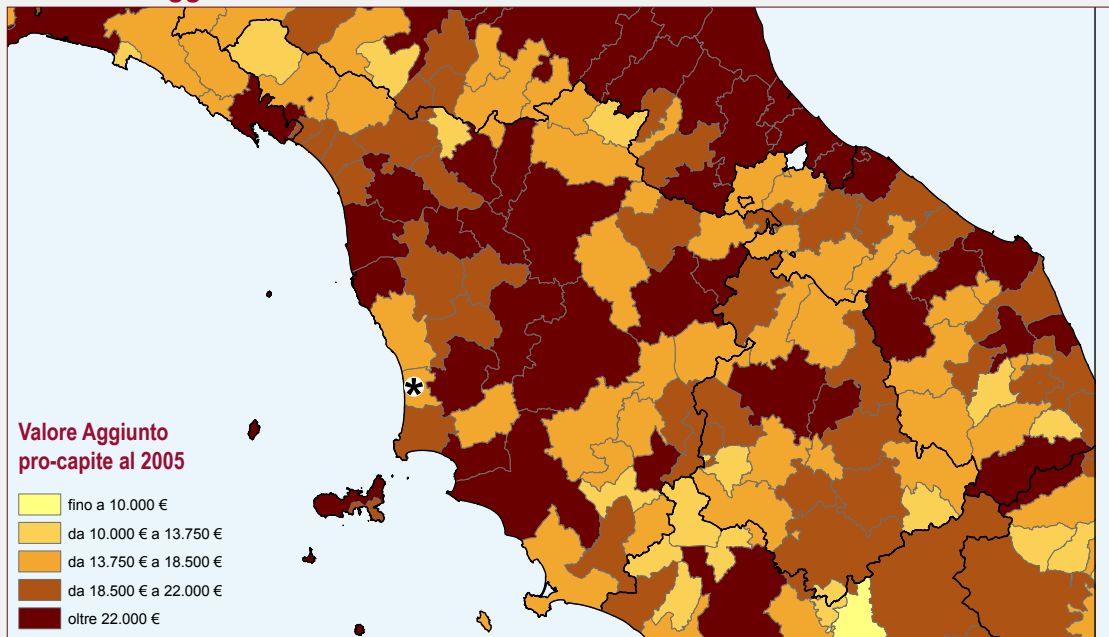 Valore Aggiunto
pro-capite al 2005
fino a 10.000 €
da 10.000 € a 13.750 €
da 13.750 € a 18.500 €
da 18.500 € a 22.000 €
oltre 22.000 €
*